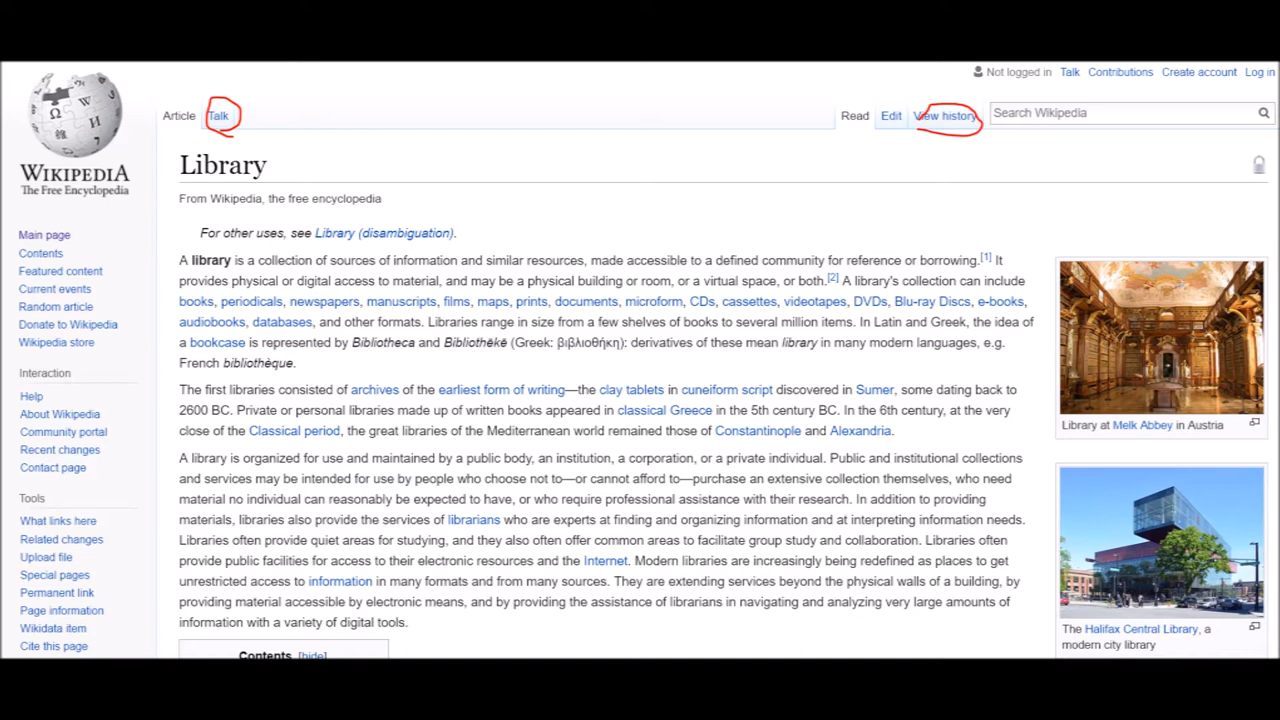 Not logged in Talk Contributions Create account Log in
Article Talk Read Edit View history Search Wikipedia
WIKIPEDIA
The Free Encyclopedia
Main page
Contents
Featured content
Current events
Random article
Donate to Wikipedia
Wikipedia store
Interaction
Help
About Wikipedia
Community portal
Recent changes
Contact page
Tools
What links here
Related changes
Upload file
Special pages
Permanent link
Page information
Wikidata item
Cite this page
Library
From Wikipedia, the free encyclopedia
For other uses, see Library (disambiguation).
A library is a collection of sources of information and similar resources, made accessible to a defined community for reference or borrowing.[1] It
provides physical or digital access to material, and may be a physical building or room, or a virtual space, or both.[2] A library's collection can include
books, periodicals, newspapers, manuscripts, films, maps, prints, documents, microform, CDs, cassettes, videotapes, DVDs, Blu-ray Discs, e-books,
audiobooks, databases, and other formats. Libraries range in size from a few shelves of books to several million items. In Latin and Greek, the idea of
a bookcase is represented by Bibliotheca and Bibliothēkē (Greek: βιβλιοθήκη): derivatives of these mean library in many modern languages, e.g.
French bibliothèque.
The first libraries consisted of archives of the earliest form of writing—the clay tablets in cuneiform script discovered in Sumer, some dating back to
2600 BC. Private or personal libraries made up of written books appeared in classical Greece in the 5th century BC. In the 6th century, at the very
close of the Classical period, the great libraries of the Mediterranean world remained those of Constantinople and Alexandria.
A library is organized for use and maintained by a public body, an institution, a corporation, or a private individual. Public and institutional collections
and services may be intended for use by people who choose not to—or cannot afford to—purchase an extensive collection themselves, who need
material no individual can reasonably be expected to have, or who require professional assistance with their research. In addition to providing
materials, libraries also provide the services of librarians who are experts at finding and organizing information and at interpreting information needs.
Libraries often provide quiet areas for studying, and they also often offer common areas to facilitate group study and collaboration. Libraries often
provide public facilities for access to their electronic resources and the Internet. Modern libraries are increasingly being redefined as places to get
unrestricted access to information in many formats and from many sources. They are extending services beyond the physical walls of a building, by
providing material accessible by electronic means, and by providing the assistance of librarians in navigating and analyzing very large amounts of
information with a variety of digital tools.
Contents [hide]
Library at Melk Abbey in Austria
The Halifax Central Library, a
modern city library